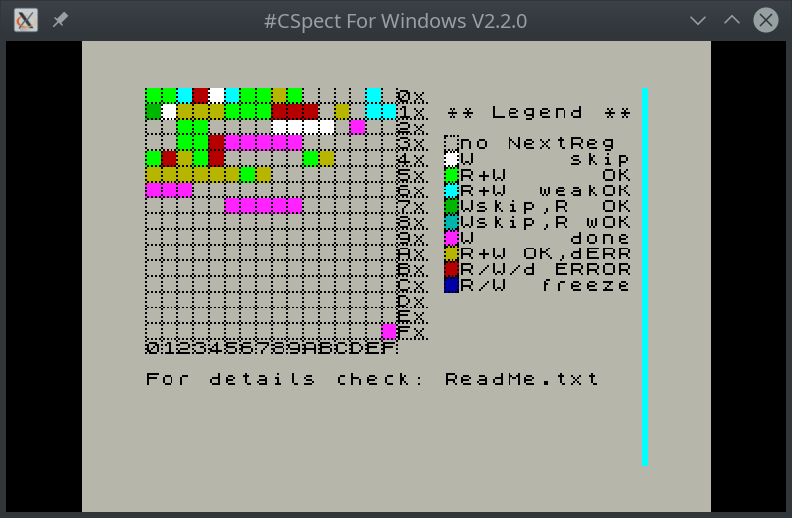 #CSpect For Windows V2.2.0
0x
1x
2x
3x
4x
5x
6x
7x
8x
9x
Ax
Bx
Cx
Dx
Ex
Fx
0123456789ABCDEF
** Legend **
no NextReg
W skip
R+W OK
R+W weakOK
Wskip,R OK
Wskip,R wOK
W done
R+W OK,dERR
R/W/d ERROR
R/W freeze
For details check: ReadMe.txt